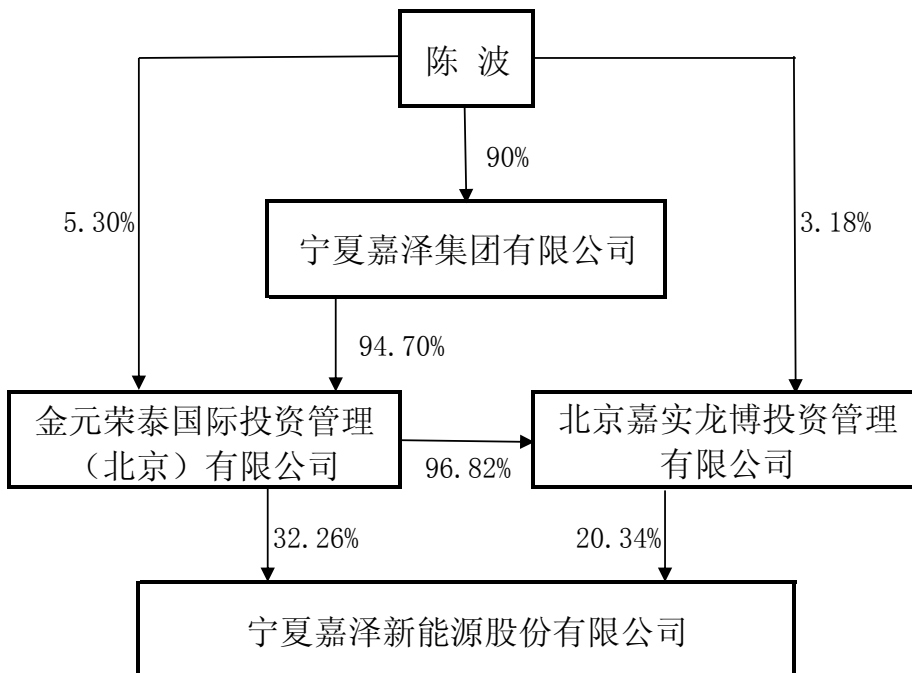 陈 波
90%
5.30%
3.18%
宁夏嘉泽集团有限公司
94.70%
金元荣泰国际投资管理
（北京）有限公司
96.82%
北京嘉实龙博投资管理
有限公司
32.26%
20.34%
宁夏嘉泽新能源股份有限公司